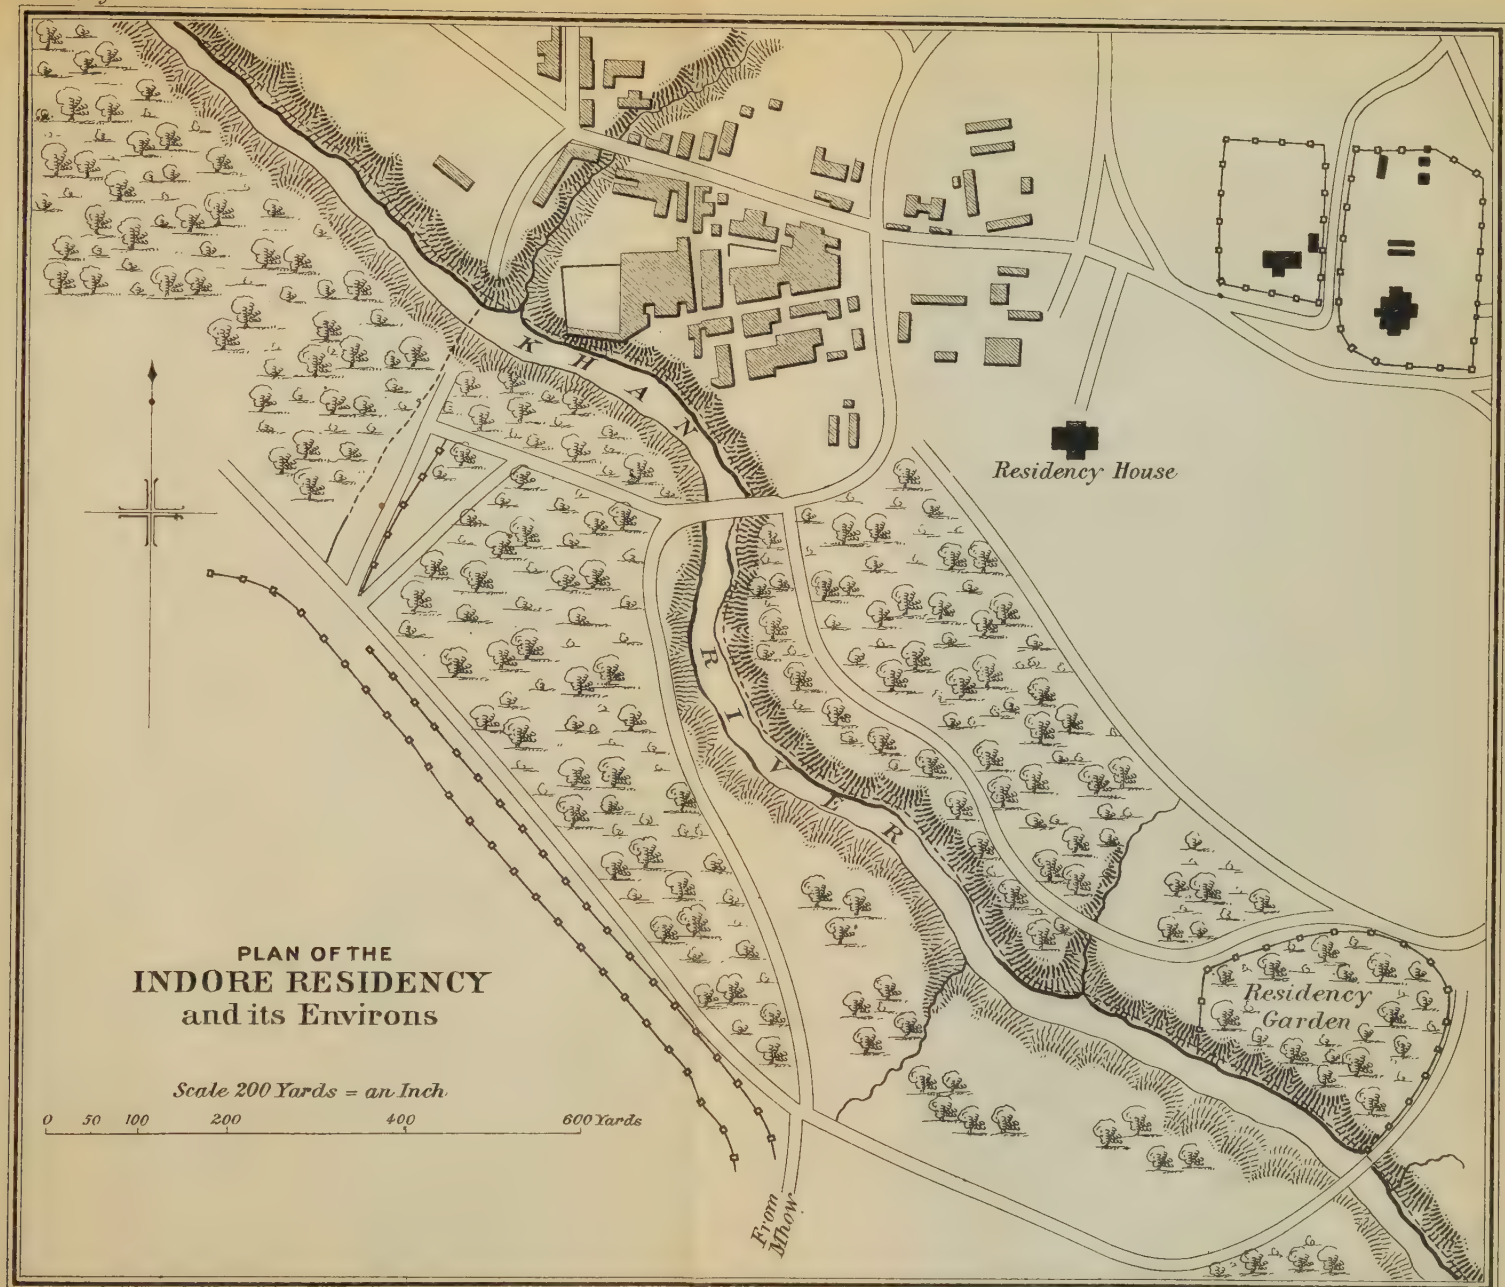 KHAN
RIVER
Residency House
Residency
Garden
PLAN OF THE
INDORE RESIDENCY
and its Environs
Scale 200 Yards = an Inch
0 50 100 200 400 600 Yards
From
Mhow